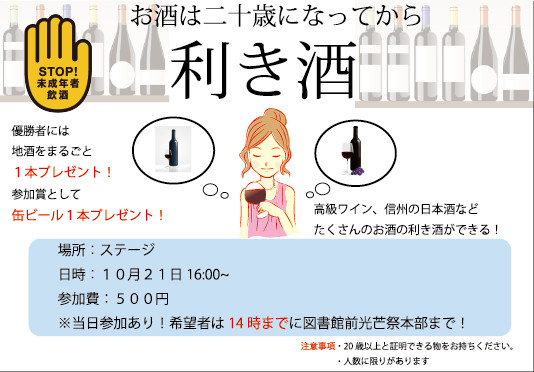 お酒は二十歳になってから
利き酒
STOP!
未成年者
飲酒
優勝者には
地酒をまるごと
１本プレゼント！
参加賞として
缶ビール１本プレゼント！
高級ワイン、信州の日本酒など
たくさんのお酒の利き酒ができる！
場所：ステージ
日時：１０月２１日 16:00~
参加費：５００円
※当日参加あり！希望者は 14 時までに図書館前光芒祭本部まで！
注意事項・20 歳以上と証明できる物をお持ちください。
・人数に限りがあります